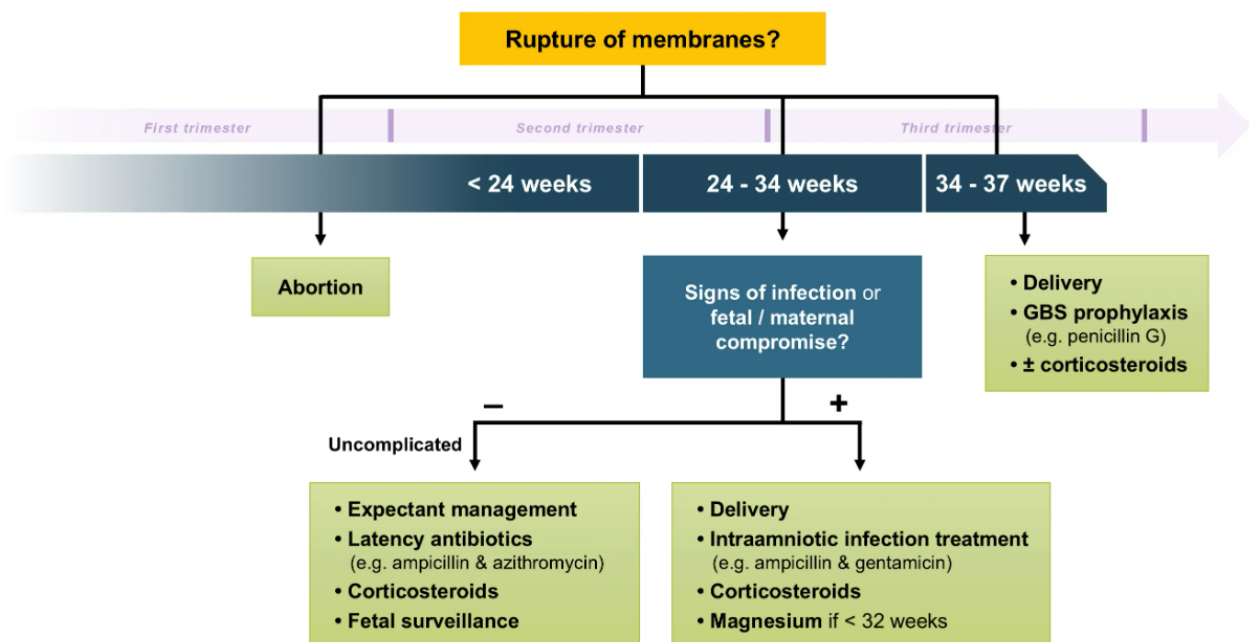 Rupture of membranes?
First trimester
Second trimester
Third trimester
< 24 weeks
24 - 34 weeks
34 - 37 weeks
Abortion
Signs of infection or
fetal / maternal
compromise?
• Delivery
• GBS prophylaxis
(e.g. penicillin G)
• ± corticosteroids
–
+
Uncomplicated
• Expectant management
• Latency antibiotics
(e.g. ampicillin & azithromycin)
• Corticosteroids
• Fetal surveillance
• Delivery
• Intraamniotic infection treatment
(e.g. ampicillin & gentamicin)
• Corticosteroids
• Magnesium if < 32 weeks